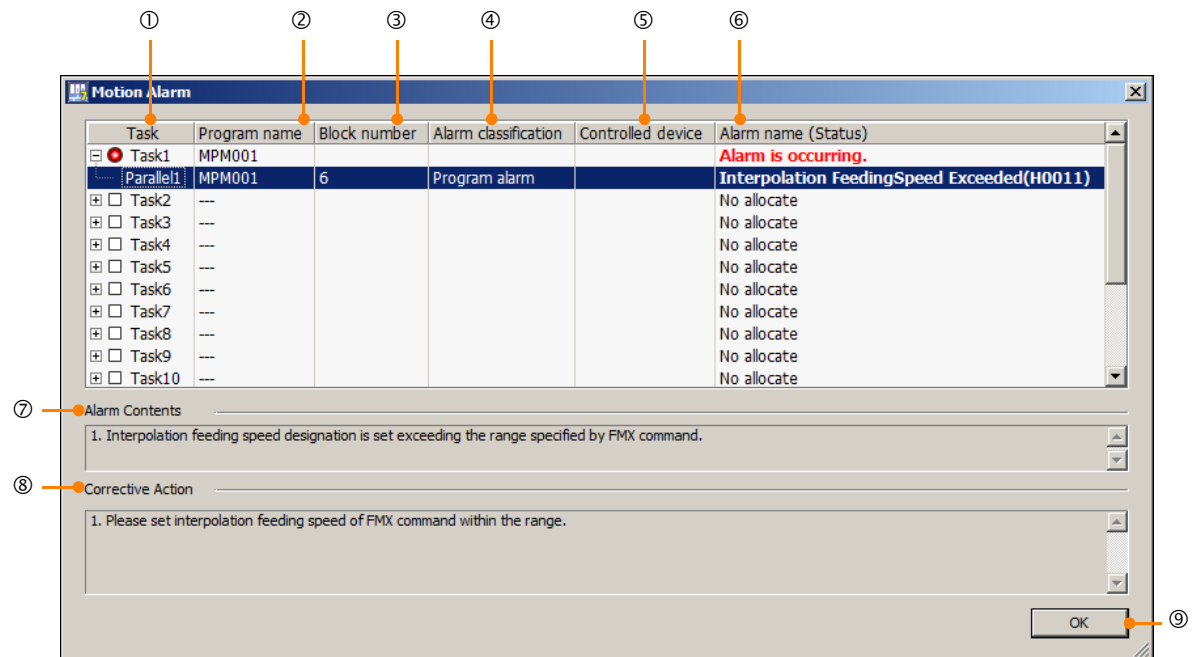 ① ② ③ ④ ⑤ ⑥
Motion Alarm
Task Program name Block number Alarm classification Controlled device Alarm name (Status)
Task1 MPM001 Alarm is occurring.
Parallel1 MPM001 6 Program alarm Interpolation FeedingSpeed Exceeded(H0011)
Task2 --- No allocate
Task3 --- No allocate
Task4 --- No allocate
Task5 --- No allocate
Task6 --- No allocate
Task7 --- No allocate
Task8 --- No allocate
Task9 --- No allocate
Task10 --- No allocate
⑦ Alarm Contents
1. Interpolation feeding speed designation is set exceeding the range specified by FMX command.
⑧ Corrective Action
1. Please set interpolation feeding speed of FMX command within the range.
OK ⑨